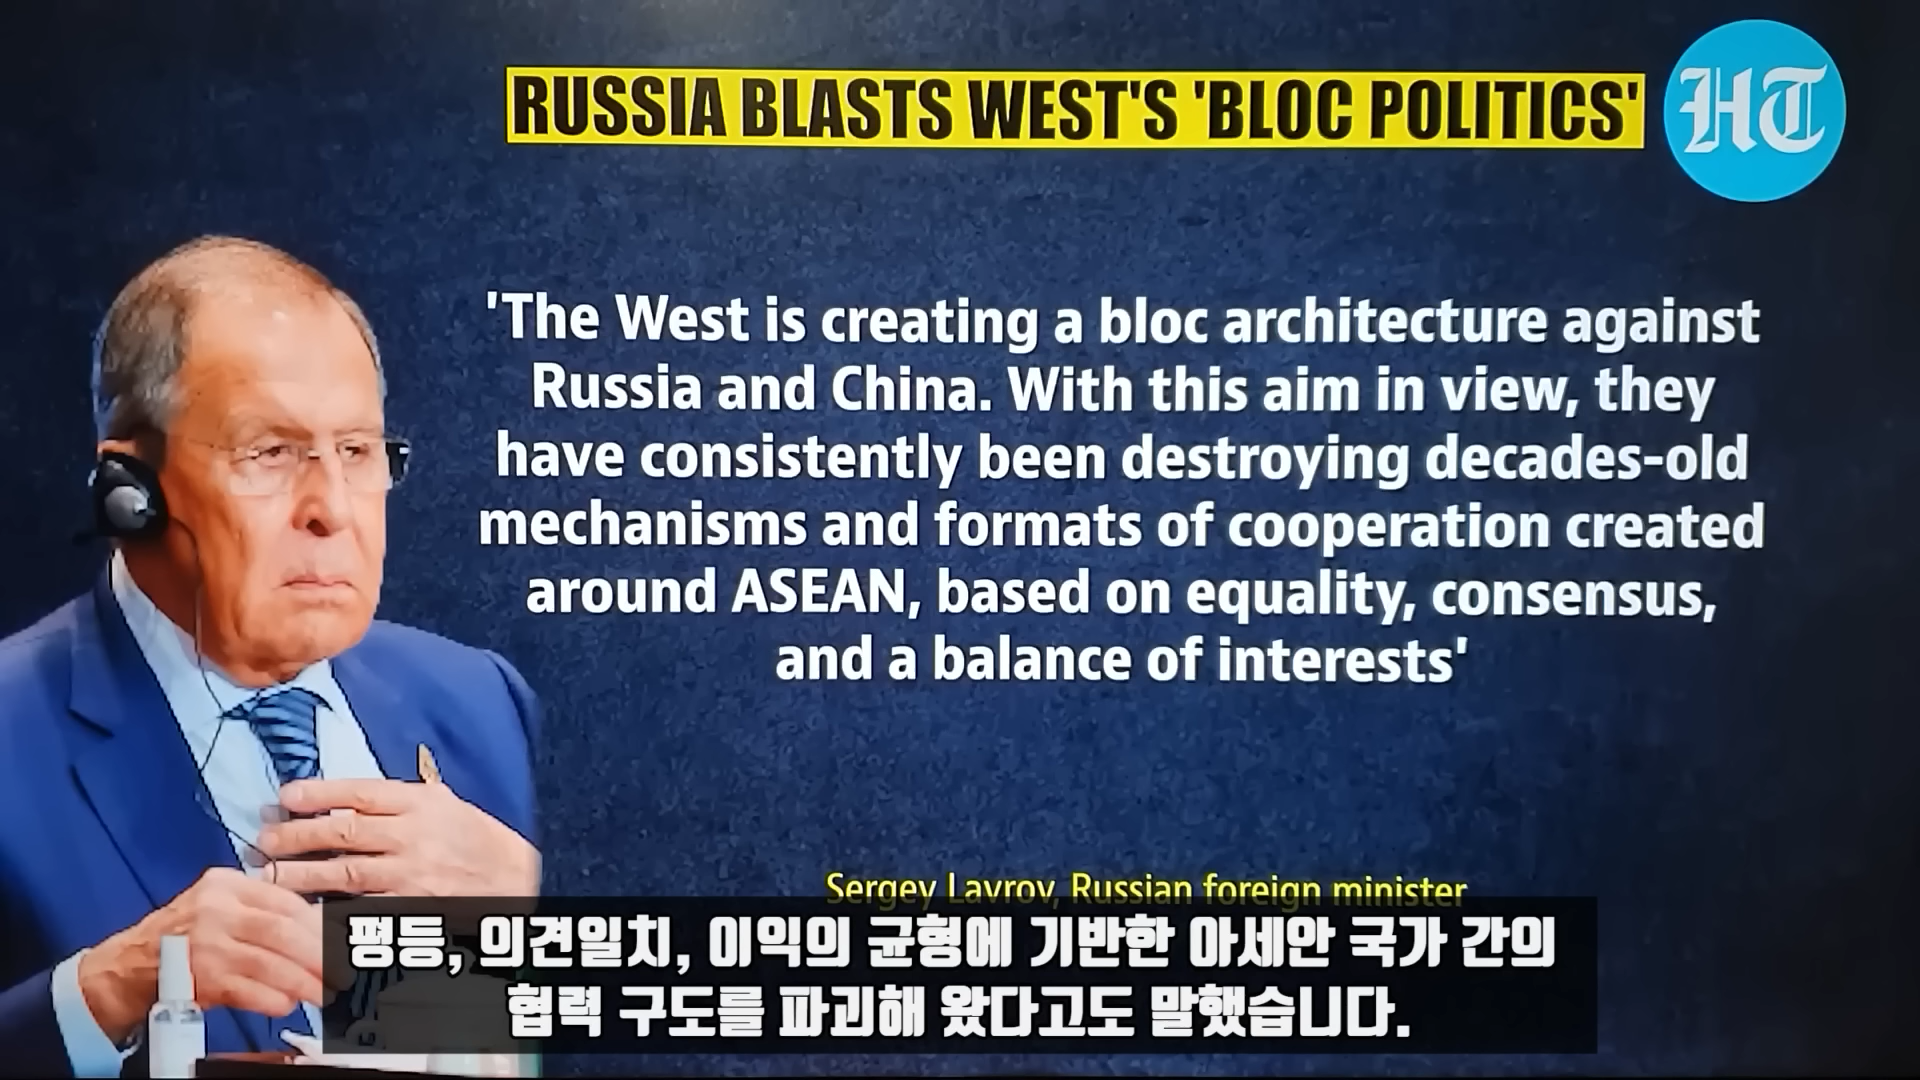 RUSSIA BLASTS WEST'S 'BLOC POLITICS'
HT
'The West is creating a bloc architecture against
Russia and China. With this aim in view, they
have consistently been destroying decades-old
mechanisms and formats of cooperation created
around ASEAN, based on equality, consensus,
and a balance of interests'
Sergey Lavrov, Russian foreign minister
평등, 의견일치, 이익의 균형에 기반한 아세안 국가 간의
협력 구도를 파괴해 왔다고도 말했습니다.